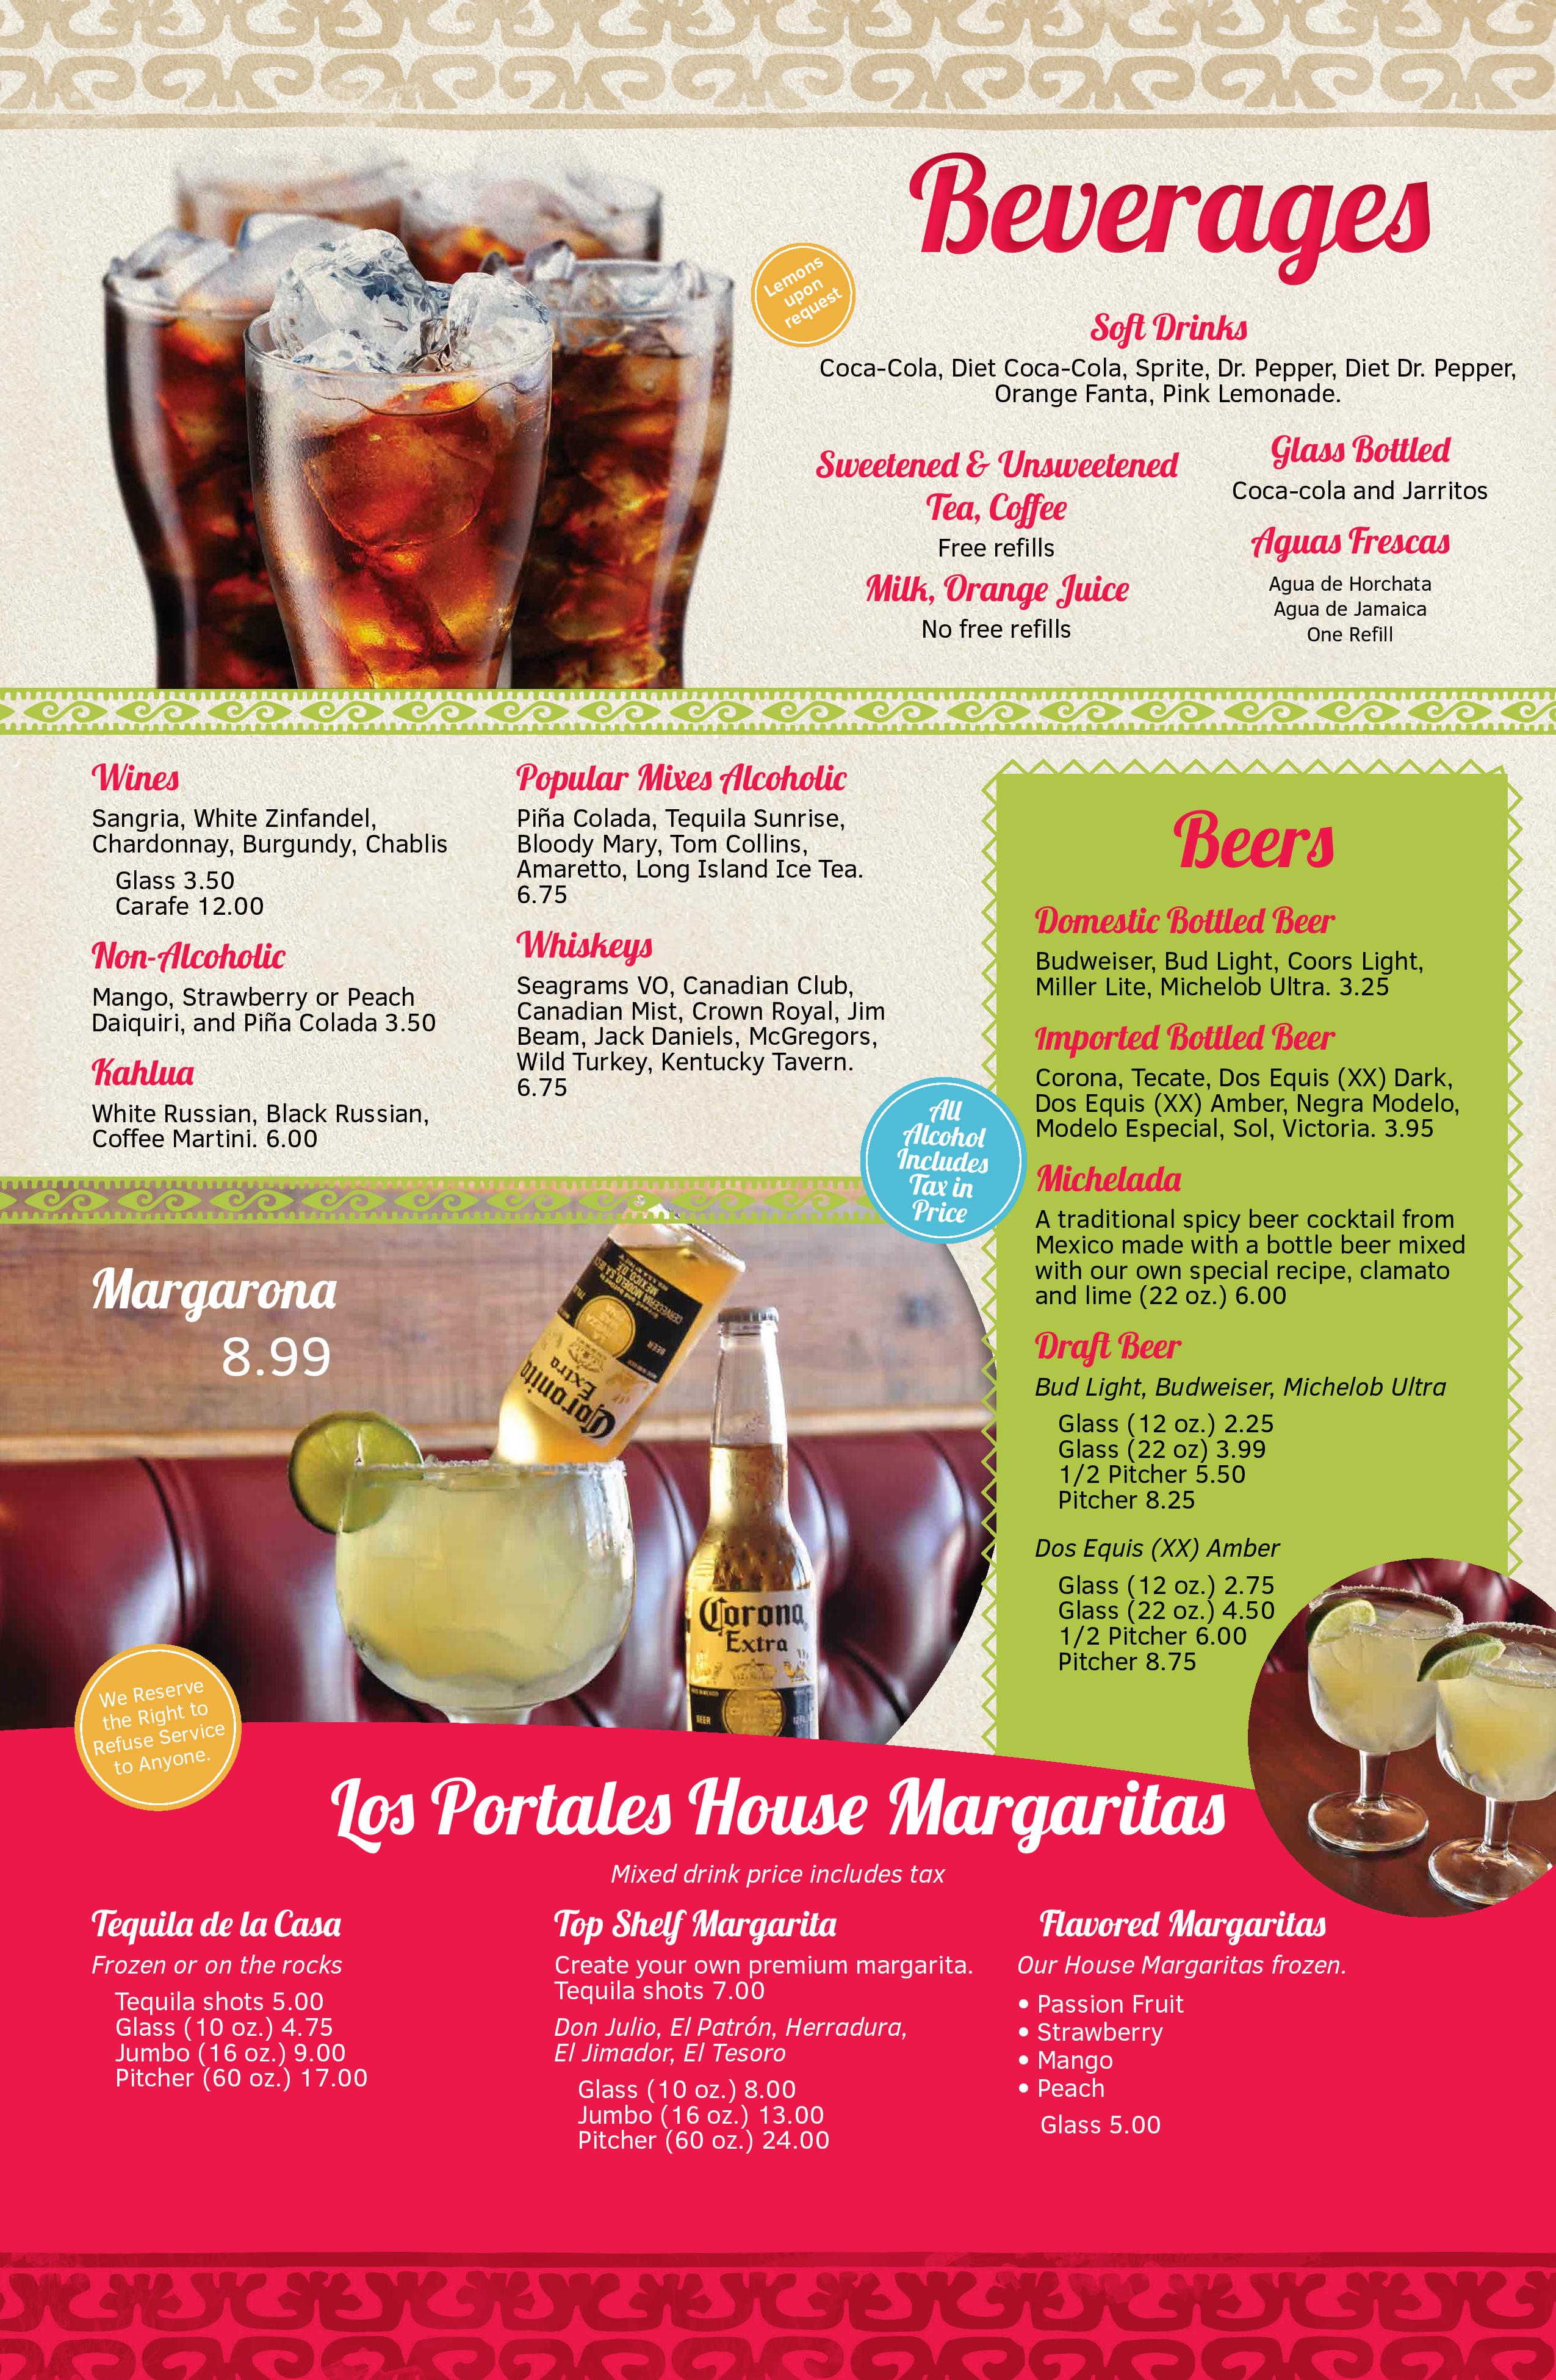 Beverages
Lemons
upon
request
Soft Drinks
Coca-Cola, Diet Coca-Cola, Sprite, Dr. Pepper, Diet Dr. Pepper,
Orange Fanta, Pink Lemonade.
Sweetened & Unsweetened
Tea, Coffee
Free refills
Milk, Orange Juice
No free refills
Glass Bottled
Coca-cola and Jarritos
Aguas Frescas
Agua de Horchata
Agua de Jamaica
One Refill
Wines
Sangria, White Zinfandel,
Chardonnay, Burgundy, Chablis
Glass 3.50
Carafe 12.00
Non-Alcoholic
Mango, Strawberry or Peach
Daiquiri, and Piña Colada 3.50
Kahlua
White Russian, Black Russian,
Coffee Martini. 6.00
Popular Mixes Alcoholic
Piña Colada, Tequila Sunrise,
Bloody Mary, Tom Collins,
Amaretto, Long Island Ice Tea.
6.75
Whiskeys
Seagrams VO, Canadian Club,
Canadian Mist, Crown Royal, Jim
Beam, Jack Daniels, McGregors,
Wild Turkey, Kentucky Tavern.
6.75
All
Alcohol
Includes
Tax in
Price
Beers
Domestic Bottled Beer
Budweiser, Bud Light, Coors Light,
Miller Lite, Michelob Ultra. 3.25
Imported Bottled Beer
Corona, Tecate, Dos Equis (XX) Dark,
Dos Equis (XX) Amber, Negra Modelo,
Modelo Especial, Sol, Victoria. 3.95
Michelada
A traditional spicy beer cocktail from
Mexico made with a bottle beer mixed
with our own special recipe, clamato
and lime (22 oz.) 6.00
Draft Beer
Bud Light, Budweiser, Michelob Ultra
Glass (12 oz.) 2.25
Glass (22 oz) 3.99
1/2 Pitcher 5.50
Pitcher 8.25
Dos Equis (XX) Amber
Glass (12 oz.) 2.75
Glass (22 oz.) 4.50
1/2 Pitcher 6.00
Pitcher 8.75
Margarona
8.99
Coronita
Extra
BEER
Corona
Extra
BEER
We Reserve
the Right to
Refuse Service
to Anyone.
Los Portales House Margaritas
Mixed drink price includes tax
Tequila de la Casa
Frozen or on the rocks
Tequila shots 5.00
Glass (10 oz.) 4.75
Jumbo (16 oz.) 9.00
Pitcher (60 oz.) 17.00
Top Shelf Margarita
Create your own premium margarita.
Tequila shots 7.00
Don Julio, El Patrón, Herradura,
El Jimador, El Tesoro
Glass (10 oz.) 8.00
Jumbo (16 oz.) 13.00
Pitcher (60 oz.) 24.00
Flavored Margaritas
Our House Margaritas frozen.
• Passion Fruit
• Strawberry
• Mango
• Peach
Glass 5.00